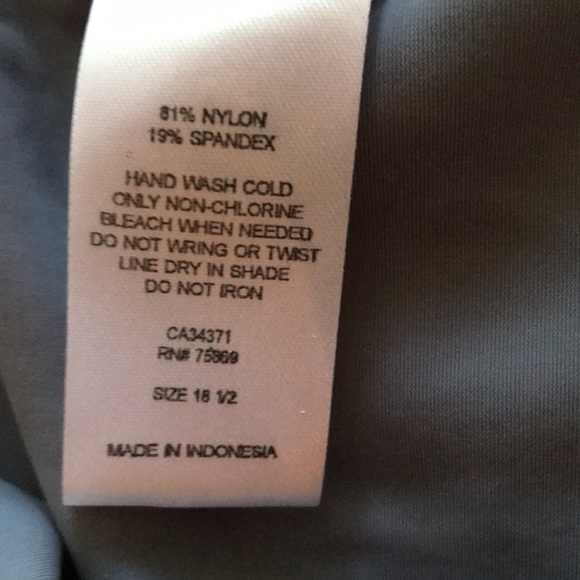 81% NYLON
19% SPANDEX
HAND WASH COLD
ONLY NON-CHLORINE
BLEACH WHEN NEEDED
DO NOT WRING OR TWIST
LINE DRY IN SHADE
DO NOT IRON
CA34371
RN# 75869
SIZE 18 1/2
MADE IN INDONESIA